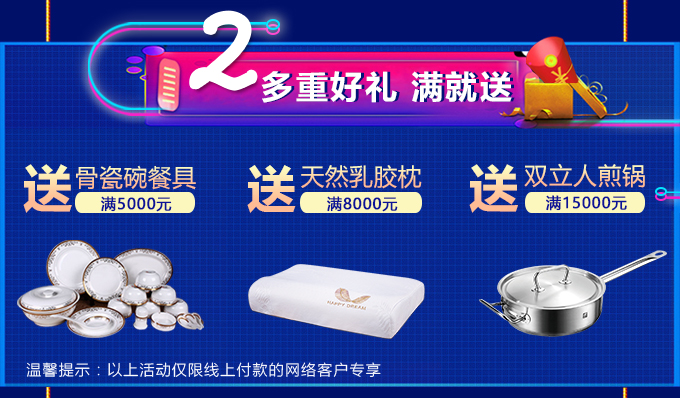 2
多重好礼 满就送
送 骨瓷碗餐具
满5000元
送 天然乳胶枕
满8000元
送 双立人煎锅
满15000元
HAPPY DREAM
温馨提示：以上活动仅限线上付款的网络客户专享